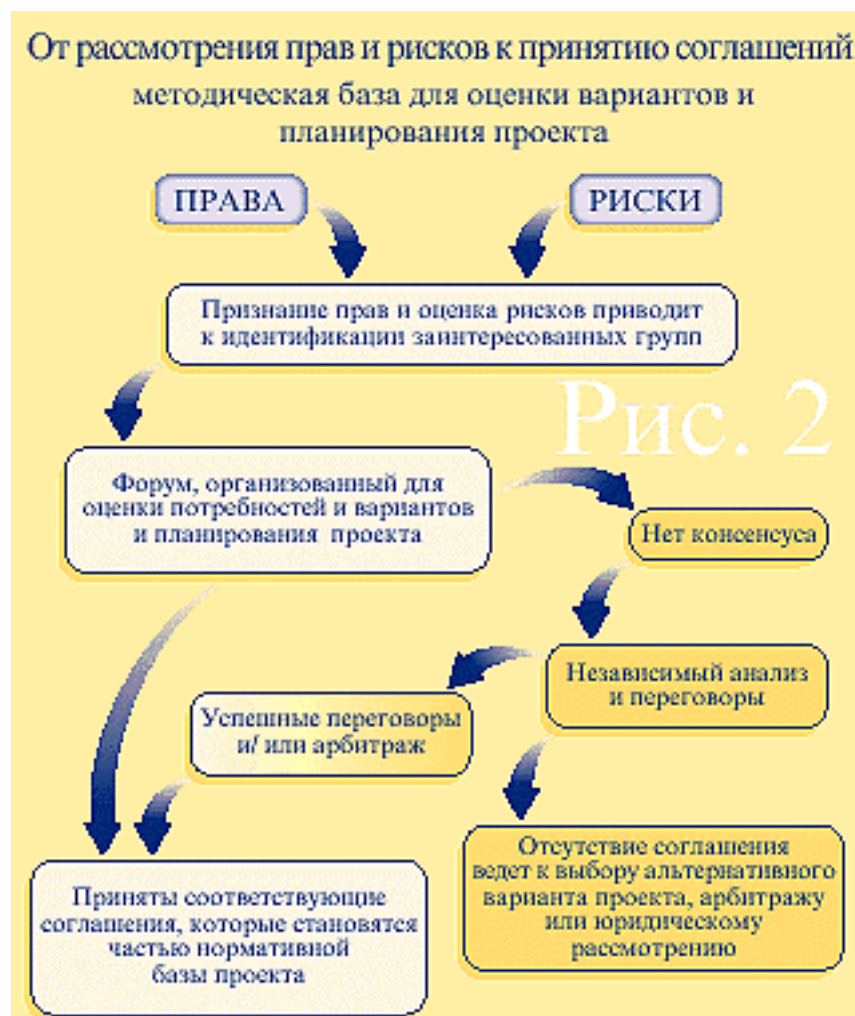 От рассмотрения прав и рисков к принятию соглашений
методическая база для оценки вариантов и
планирования проекта
ПРАВА
РИСКИ
Признание прав и оценка рисков приводит
к идентификации заинтересованных групп
Рис. 2
Форум, организованный для
оценки потребностей и вариантов
и планирования проекта
Нет консенсуса
Независимый анализ
и переговоры
Успешные переговоры
и/ или арбитраж
Отсутствие соглашения
ведет к выбору альтернативного
варианта проекта, арбитражу
или юридическому
рассмотрению
Приняты соответствующие
соглашения, которые становятся
частью нормативной
базы проекта